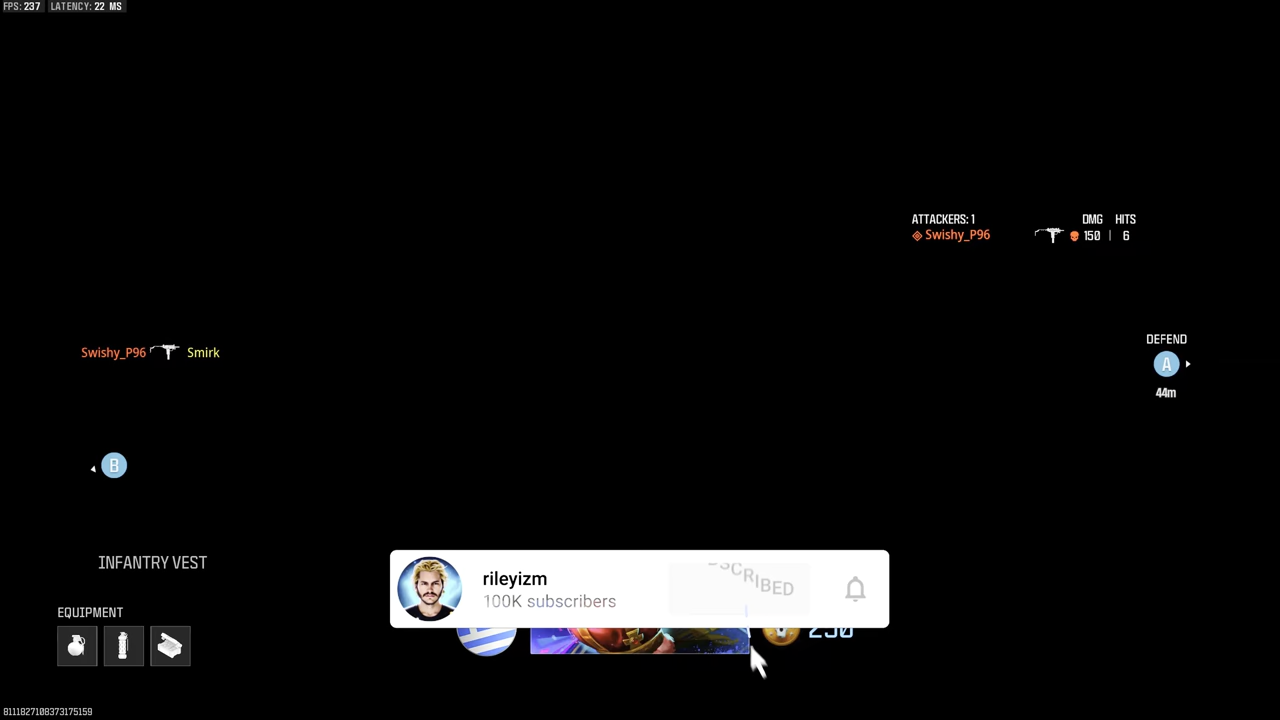 FPS: 237 LATENCY: 22 MS
ATTACKERS: 1 DMG HITS
Swishy_P96 150 | 6
DEFEND
A
44m
Swishy_P96 Smirk
B
INFANTRY VEST
EQUIPMENT
rileyizm
100K subscribers
8111827108373175159